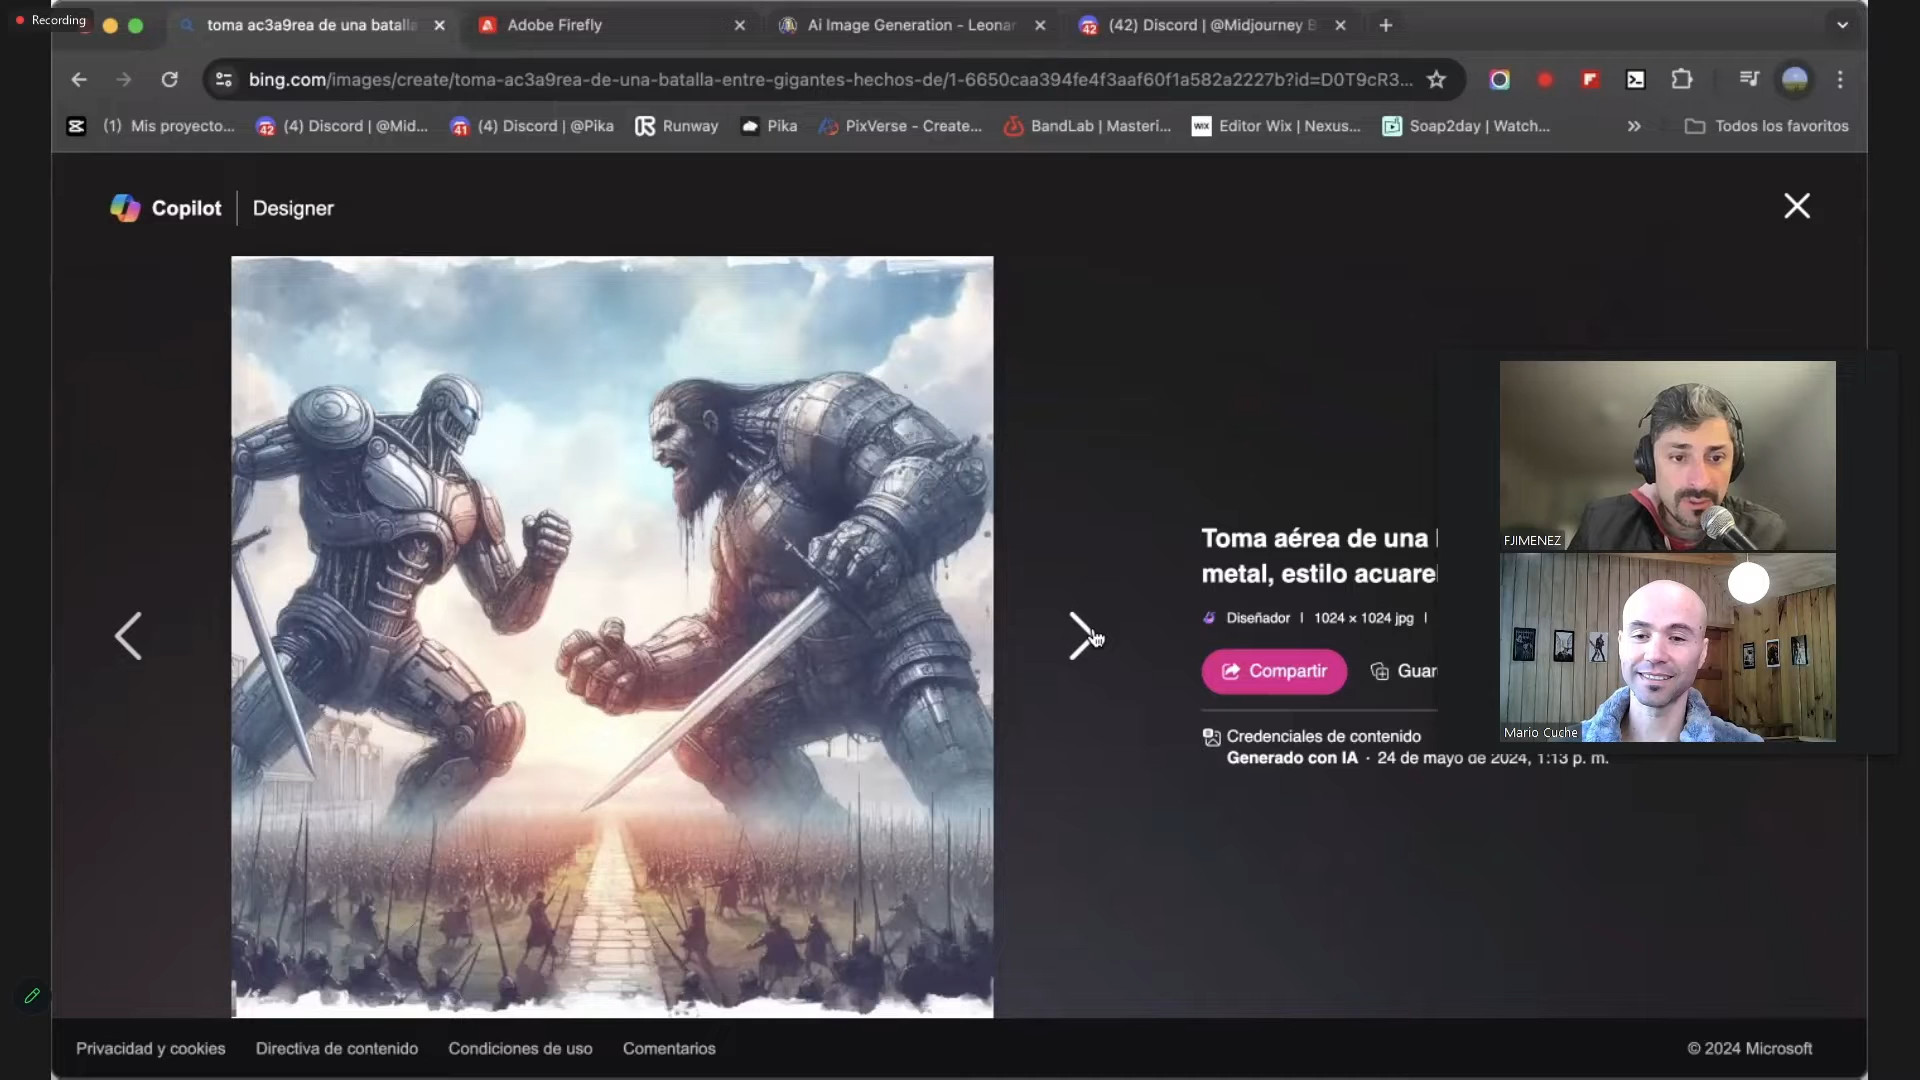 Recording
toma ac3a9rea de una batalla
Adobe Firefly
Ai Image Generation - Leonar
(42) Discord | @Midjourney B
bing.com/images/create/toma-ac3a9rea-de-una-batalla-entre-gigantes-hechos-de/1-6650caa394fe4f3aaf60f1a582a2227b?id=D0T9cR3...
(1) Mis proyecto...
(4) Discord | @Mid...
(4) Discord | @Pika
Runway
Pika
PixVerse - Create...
BandLab | Masteri...
WIX Editor Wix | Nexus...
Soap2day | Watch...
Todos los favoritos
Copilot | Designer
Toma aérea de una
metal, estilo acuare
Diseñador | 1024 × 1024 jpg |
Compartir
Guar
Credenciales de contenido
Generado con IA · 24 de mayo de 2024, 1:13 p. m.
FJIMENEZ
Mario Cuche
Privacidad y cookies
Directiva de contenido
Condiciones de uso
Comentarios
© 2024 Microsoft